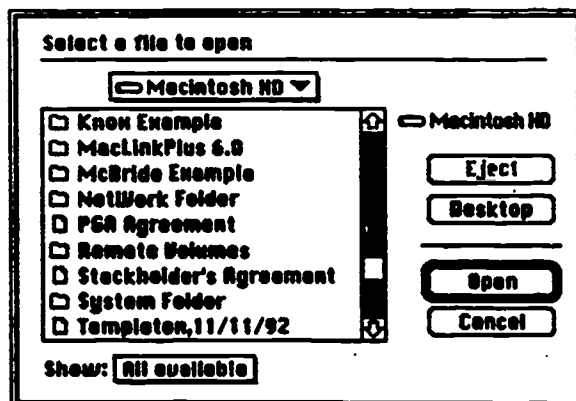 Select a file to open
Macintosh HD
Knox Example
MacLinkPlus 6.0
McBride Example
NetWork Folder
PSA Agreement
Remote Volumes
Stockholder's Agreement
System Folder
Templeton,11/11/92
Macintosh HD
Eject
Desktop
Open
Cancel
Show: All available